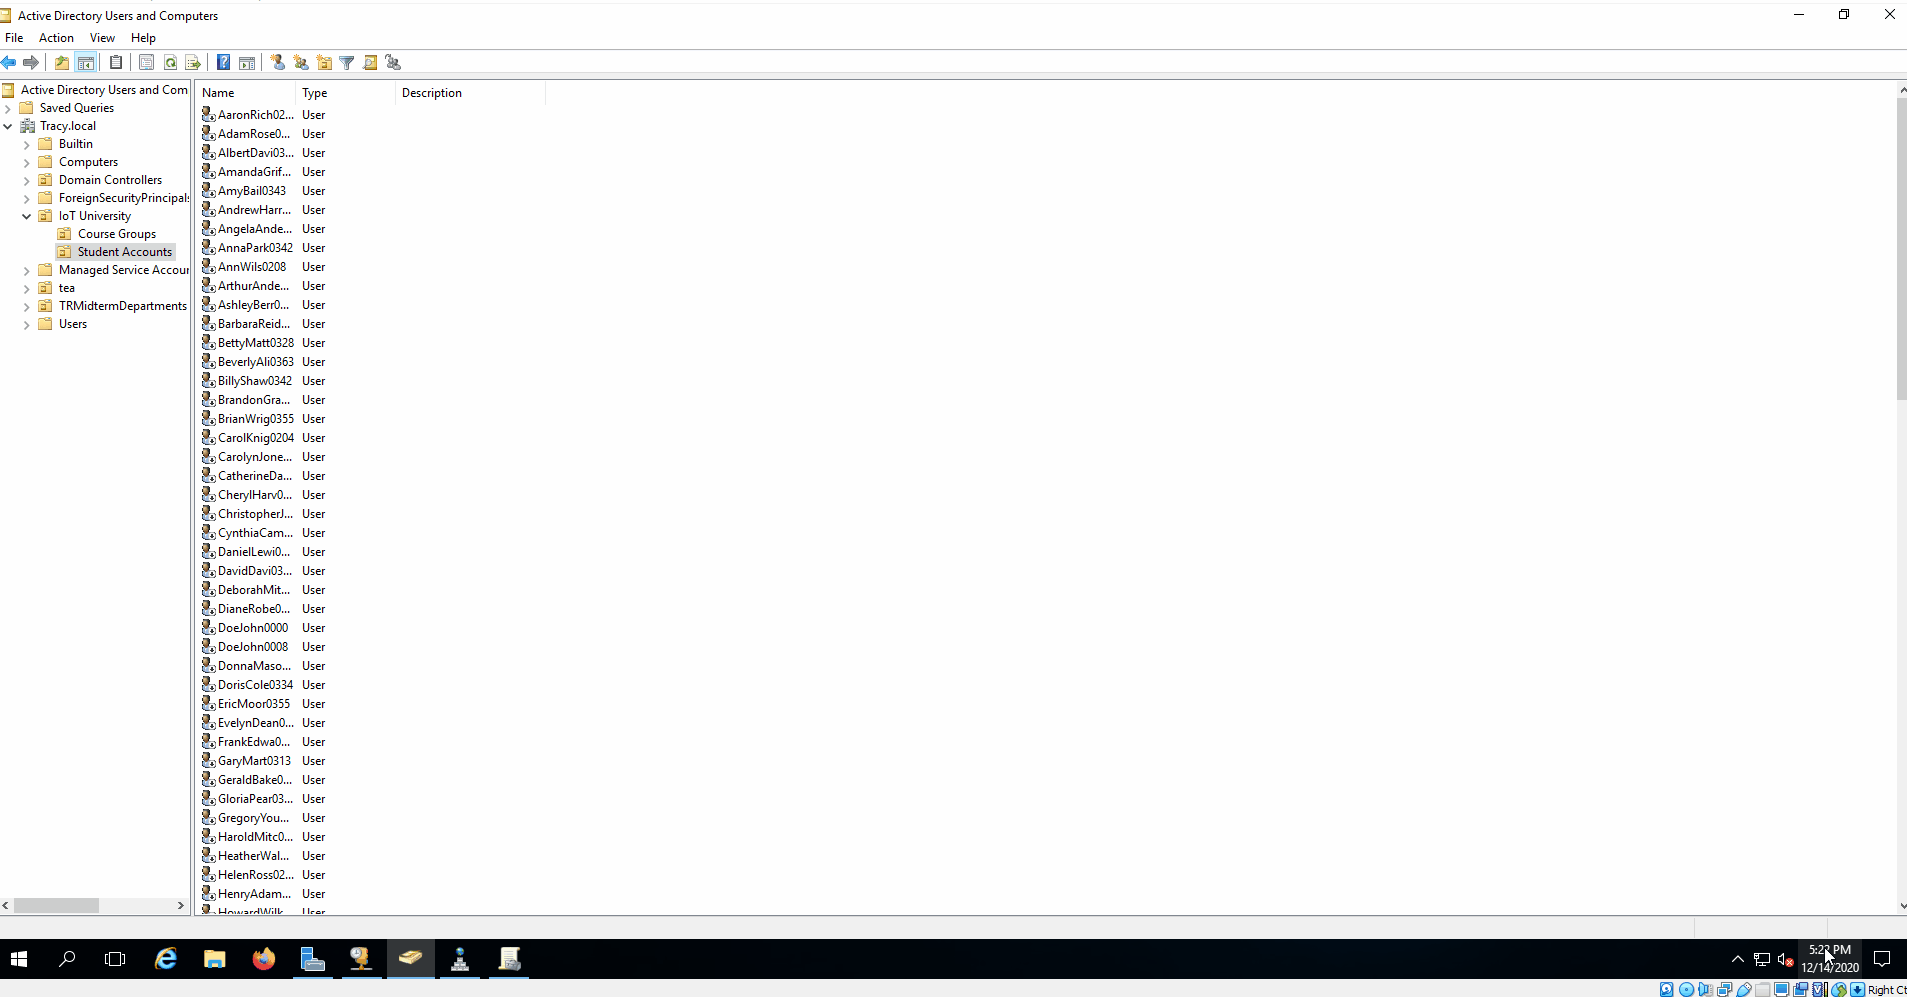 Active Directory Users and Computers
File Action View Help
Active Directory Users and Com
Saved Queries
Tracy.local
Builtin
Computers
Domain Controllers
ForeignSecurityPrincipals
IoT University
Course Groups
Student Accounts
Managed Service Accour
tea
TRMidtermDepartments
Users
Name Type Description
AaronRich02... User
AdamRose0... User
AlbertDavi03... User
AmandaGrif... User
AmyBail0343 User
AndrewHarr... User
AngelaAnde... User
AnnaPark0342 User
AnnWils0208 User
ArthurAnde... User
AshleyBerr0... User
BarbaraReid... User
BettyMatt0328 User
BeverlyAli0363 User
BillyShaw0342 User
BrandonGra... User
BrianWrig0355 User
CarolKnig0204 User
CarolynJone... User
CatherineDa... User
CherylHarv0... User
ChristopherJ... User
CynthiaCam... User
DanielLewi0... User
DavidDavi03... User
DeborahMit... User
DianeRobe0... User
DoeJohn0000 User
DoeJohn0008 User
DonnaMaso... User
DorisCole0334 User
EricMoor0355 User
EvelynDean0... User
FrankEdwa0... User
GaryMart0313 User
GeraldBake0... User
GloriaPear03... User
GregoryYou... User
HaroldMitc0... User
HeatherWal... User
HelenRoss02... User
HenryAdam... User
HowardWilk... User
5:22 PM
12/14/2020
Right Ct